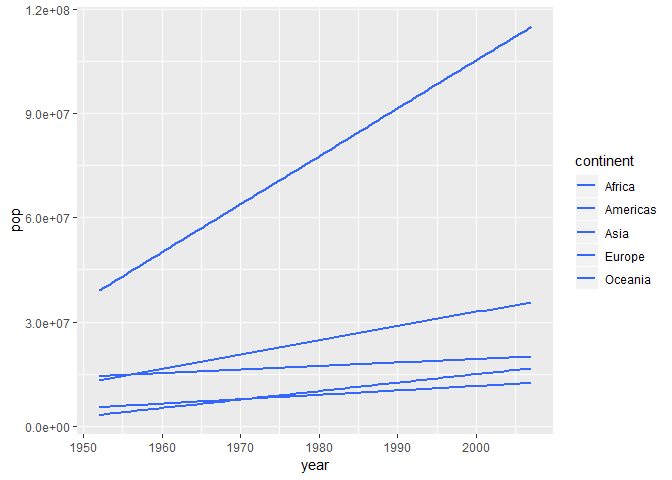 1.2e+08
9.0e+07
6.0e+07
3.0e+07
0.0e+00
pop
1950
1960
1970
1980
1990
2000
year
continent
Africa
Americas
Asia
Europe
Oceania